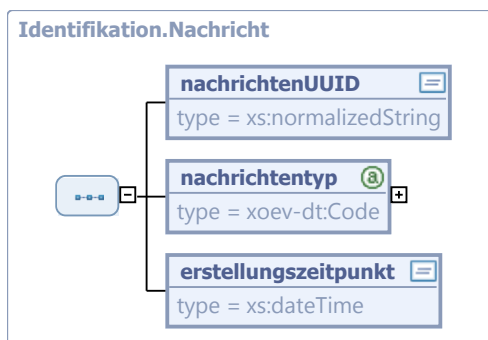 Identifikation.Nachricht
nachrichtenUUID
type = xs:normalizedString
nachrichtentyp
type = xoev-dt:Code
erstellungszeitpunkt
type = xs:dateTime